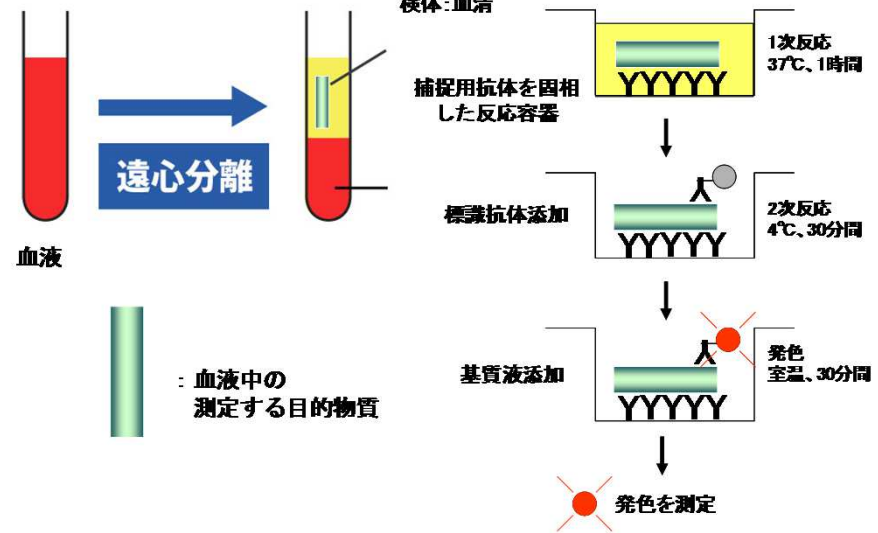 検体:血清
1次反応
37℃、1時間
捕捉用抗体を固相
した反応容器
遠心分離
標識抗体添加
2次反応
4℃、30分間
血液
基質液添加
発色
室温、30分間
:血液中の
測定する目的物質
発色を測定